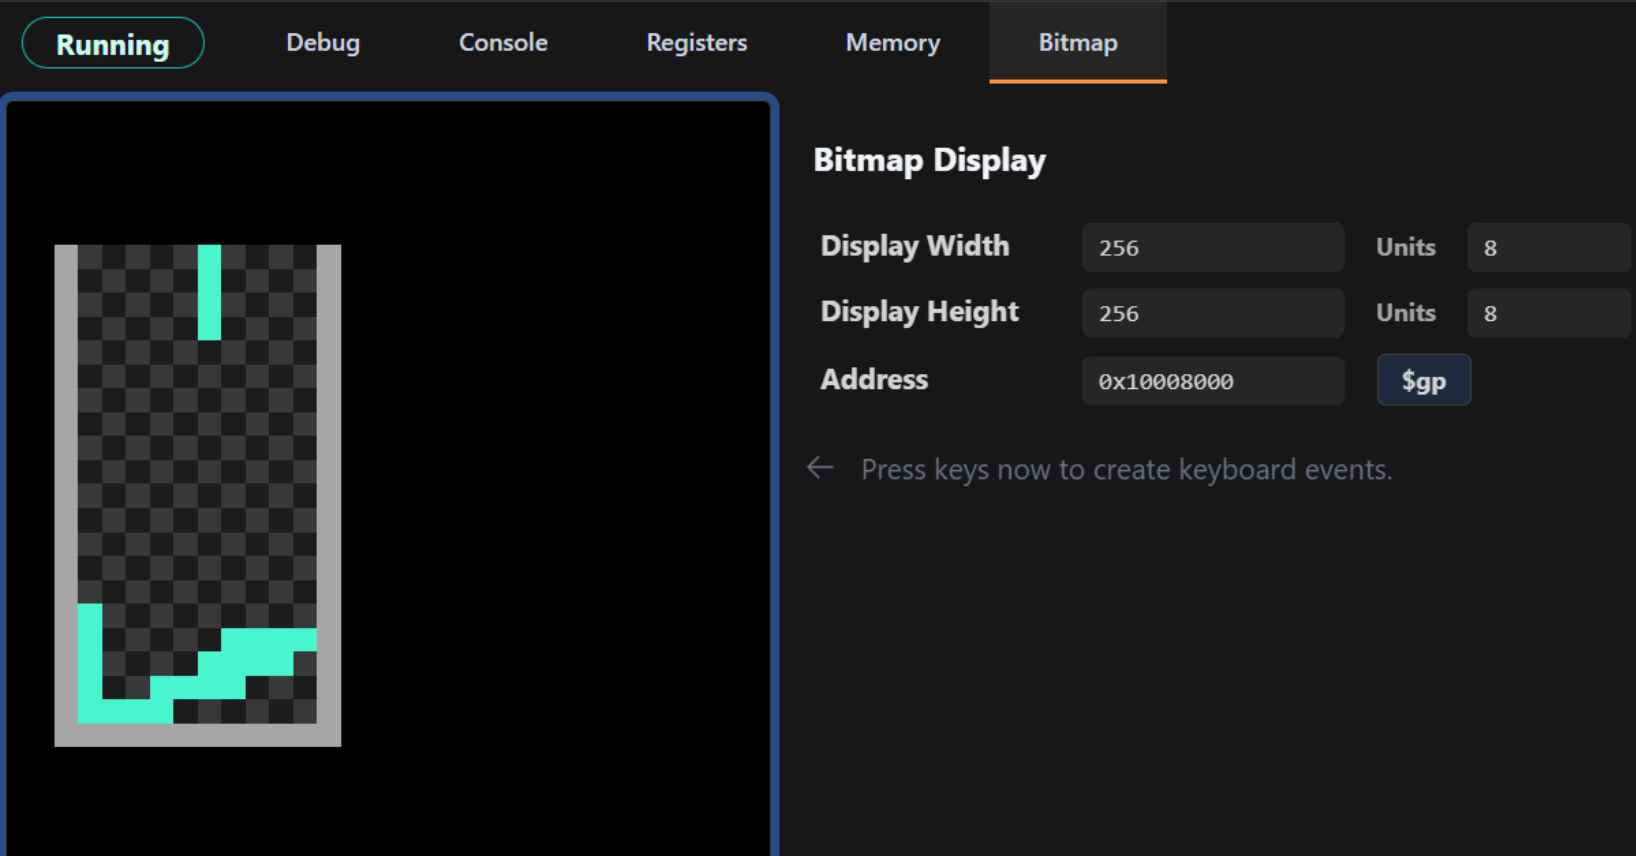 Running Debug Console Registers Memory Bitmap
Bitmap Display
Display Width 256 Units 8
Display Height 256 Units 8
Address 0x10008000 $gp
← Press keys now to create keyboard events.